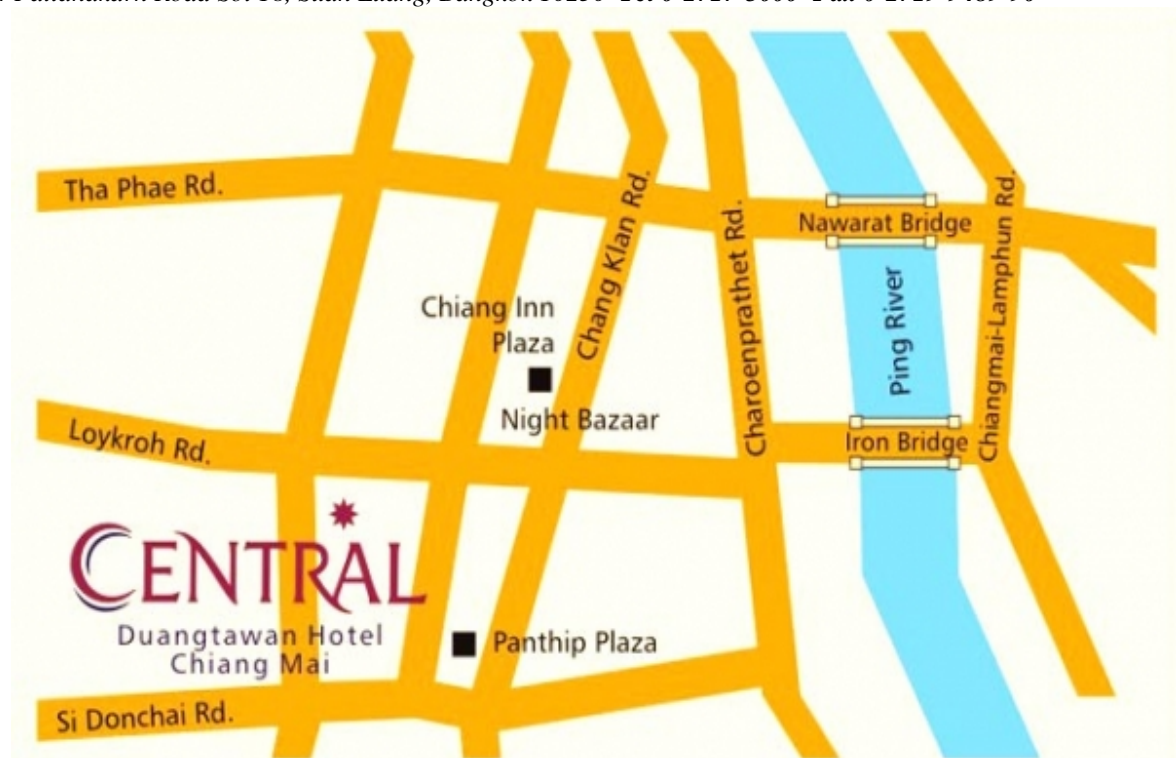 Tha Phae Rd.
Nawarat Bridge
Chang Klan Rd.
Charoenprathet Rd.
Chiangmai-Lamphun Rd.
Ping River
Chiang Inn
Plaza
Night Bazaar
Loykroh Rd.
Iron Bridge
CENTRAL
Duangtawan Hotel
Chiang Mai
Panthip Plaza
Si Donchai Rd.